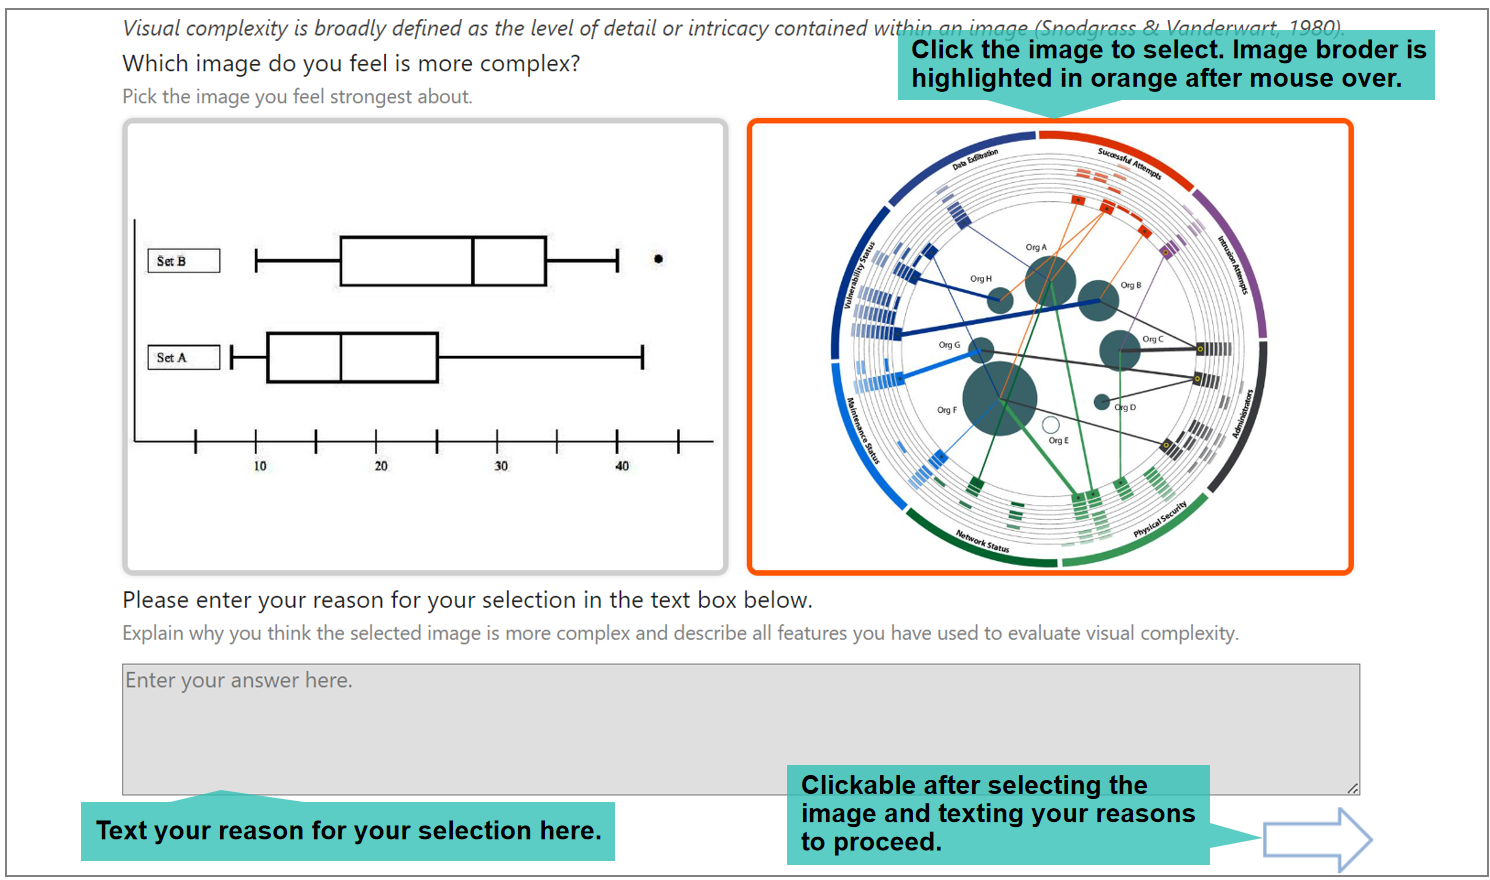 Visual complexity is broadly defined as the level of detail or intricacy contained within an image (Snodgrass & Vanderwart, 1980).
Click the image to select. Image broder is
highlighted in orange after mouse over.
Which image do you feel is more complex?
Pick the image you feel strongest about.
Set B
Set A
10
20
30
40
Data Exfiltration
Successful Attempts
Intrusion Attempts
Vulnerability Status
Administrators
Maintenance Status
Physical Security
Network Status
Org A
Org H
Org B
Org C
Org G
Org D
Org F
Org E
Please enter your reason for your selection in the text box below.
Explain why you think the selected image is more complex and describe all features you have used to evaluate visual complexity.
Enter your answer here.
Text your reason for your selection here.
Clickable after selecting the
image and texting your reasons
to proceed.